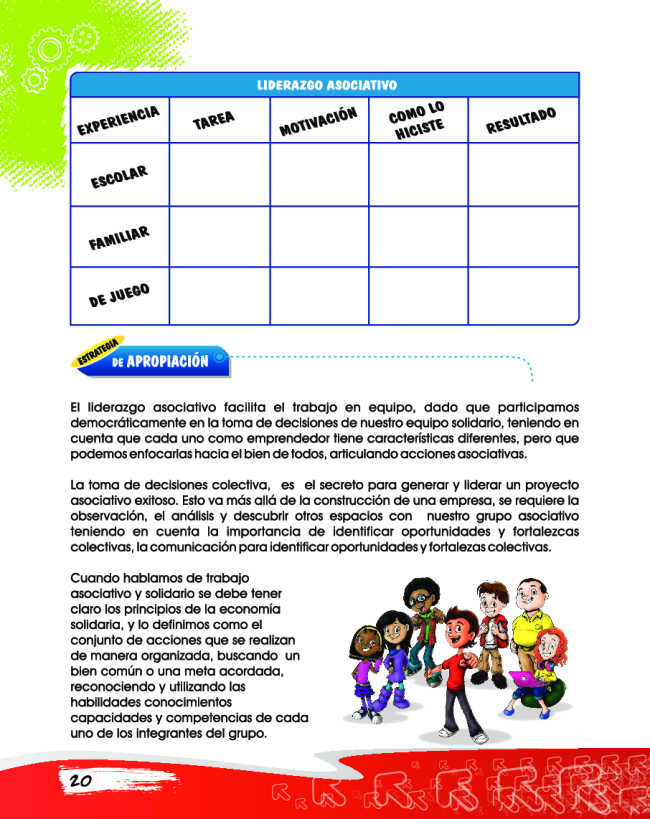 LIDERAZGO ASOCIATIVO
EXPERIENCIA TAREA MOTIVACIÓN COMO LO HICISTE RESULTADO
ESCOLAR
FAMILIAR
DE JUEGO
ESTRATEGIA
DE APROPIACIÓN
El liderazgo asociativo facilita el trabajo en equipo, dado que participamos
democráticamente en la toma de decisiones de nuestro equipo solidario, teniendo en
cuenta que cada uno como emprendedor tiene características diferentes, pero que
podemos enfocarlas hacia el bien de todos, articulando acciones asociativas.
La toma de decisiones colectiva, es el secreto para generar y liderar un proyecto
asociativo exitoso. Esto va más allá de la construcción de una empresa, se requiere la
observación, el análisis y descubrir otros espacios con nuestro grupo asociativo
teniendo en cuenta la importancia de identificar oportunidades y fortalezcas
colectivas, la comunicación para identificar oportunidades y fortalezas colectivas.
Cuando hablamos de trabajo
asociativo y solidario se debe tener
claro los principios de la economía
solidaria, y lo definimos como el
conjunto de acciones que se realizan
de manera organizada, buscando un
bien común o una meta acordada,
reconociendo y utilizando las
habilidades conocimientos
capacidades y competencias de cada
uno de los integrantes del grupo.
20